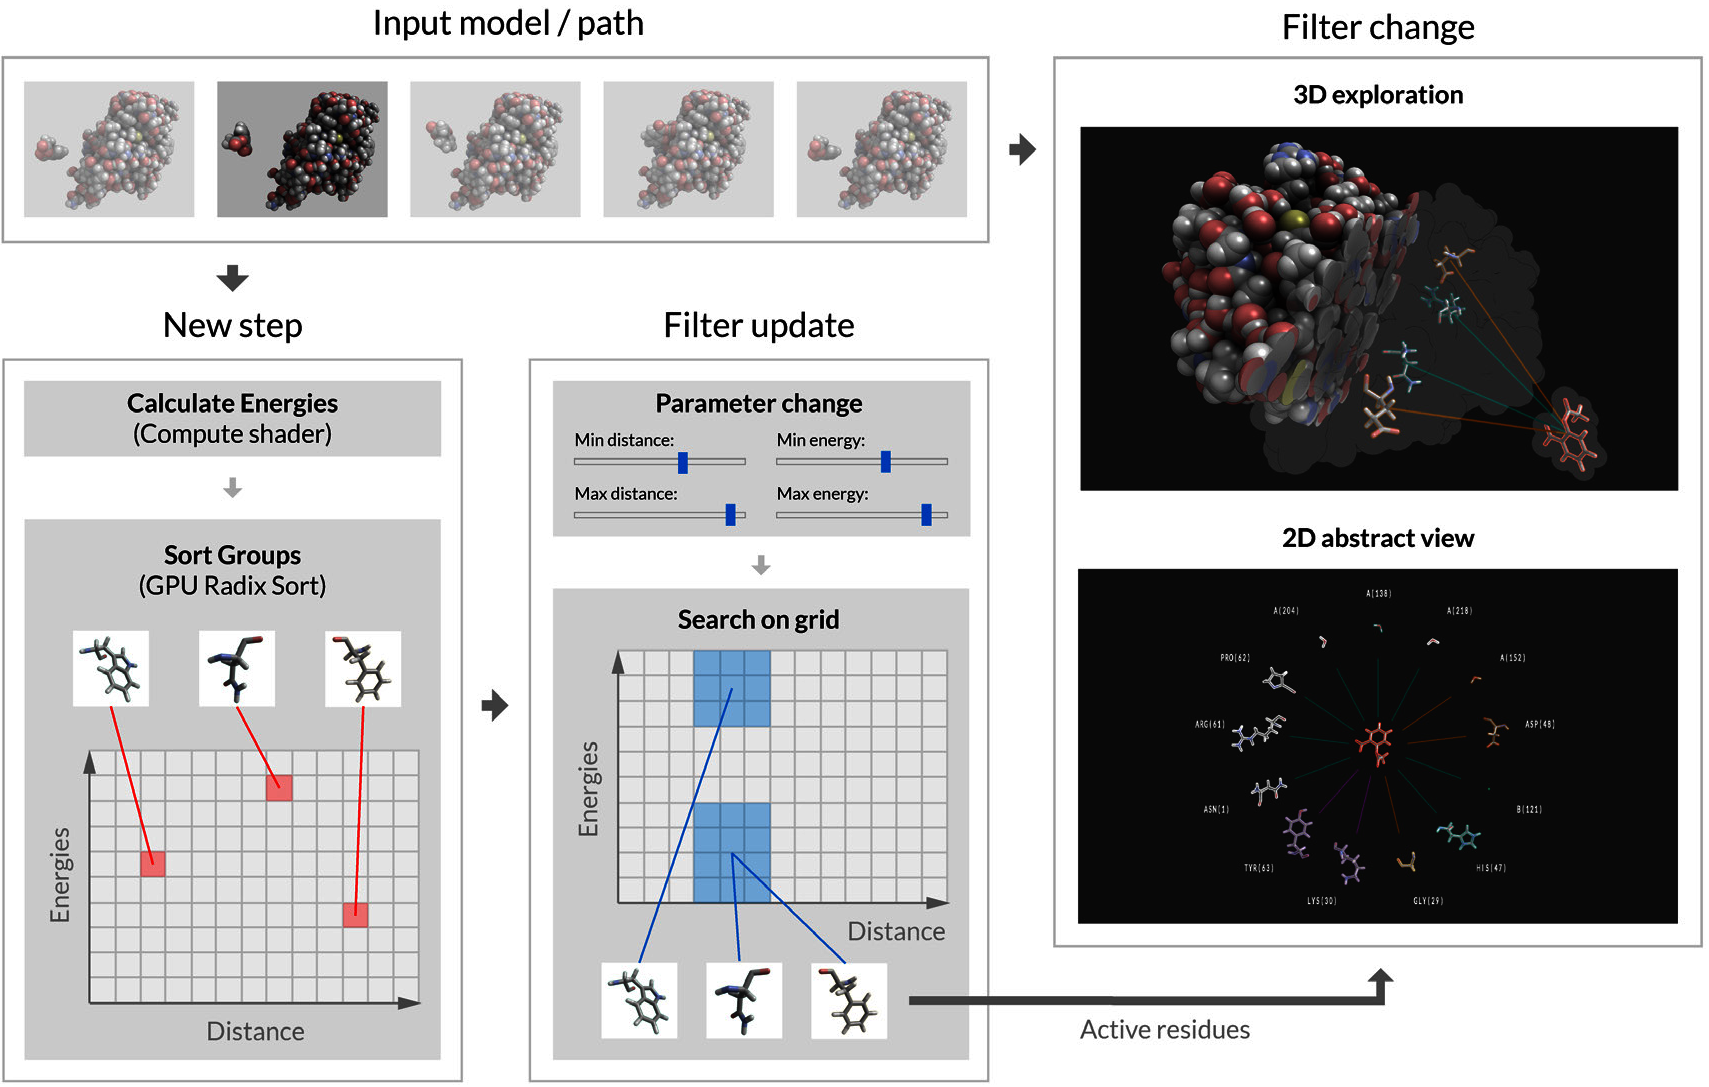 Input model / path
Filter change
3D exploration
New step
Filter update
Calculate Energies
(Compute shader)
Sort Groups
(GPU Radix Sort)
Energies
Distance
Parameter change
Min distance:
Min energy:
Max distance:
Max energy:
Search on grid
Energies
Distance
2D abstract view
A(138)
A(204)
A(218)
PRO(62)
A(152)
ARG(61)
ASP(48)
ASN(1)
B(121)
TYR(63)
HIS(47)
LYS(30)
GLY(29)
Active residues